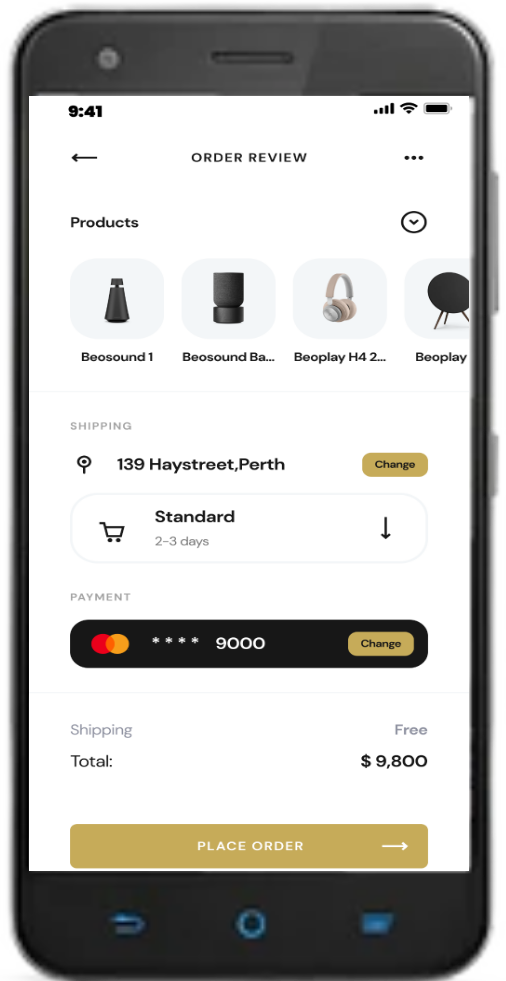 9:41
ORDER REVIEW
Products
Beosound 1
Beosound Ba...
Beoplay H4 2...
Beoplay
SHIPPING
139 Haystreet,Perth
Change
Standard
2-3 days
PAYMENT
**** 9000
Change
Shipping Free
Total: $ 9,800
PLACE ORDER